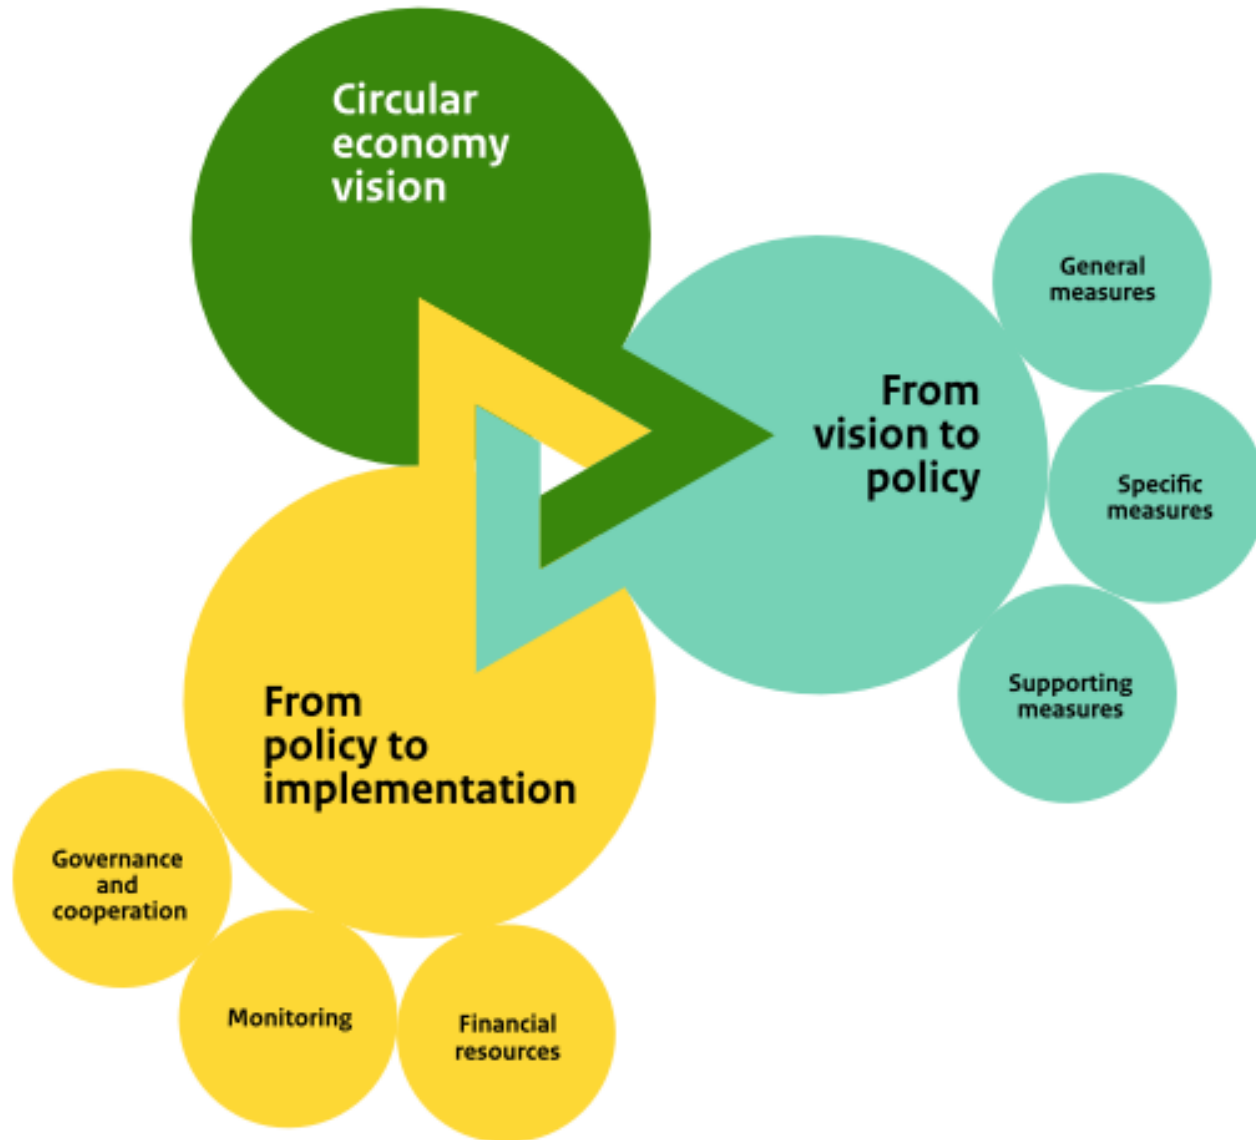 Circular
economy
vision
General
measures
From
vision to
policy
Specific
measures
Supporting
measures
From
policy to
implementation
Governance
and
cooperation
Monitoring
Financial
resources